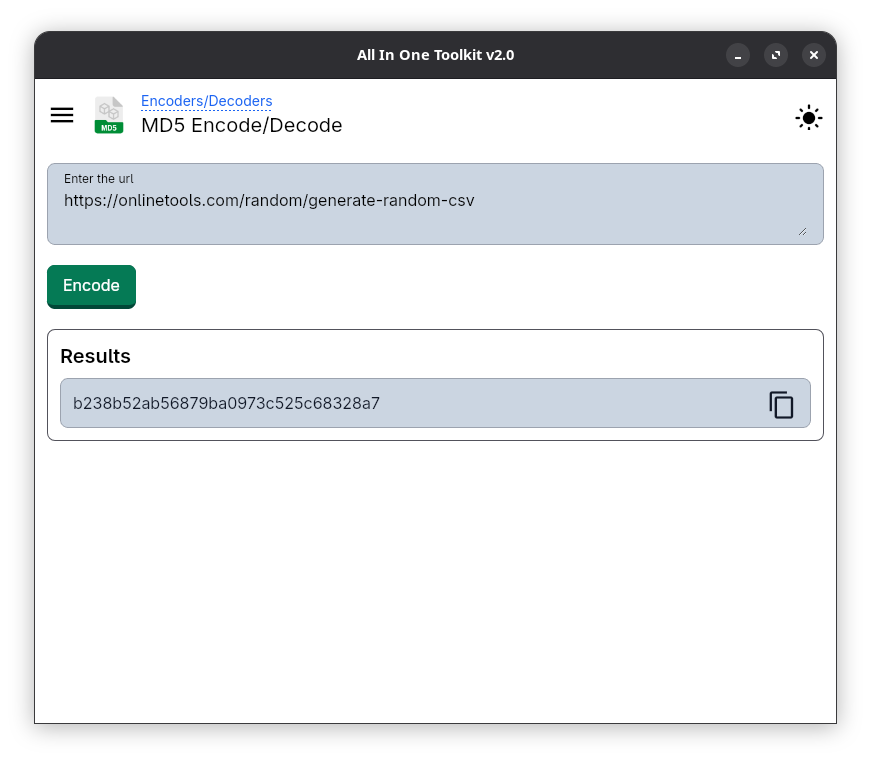 All In One Toolkit v2.0
Encoders/Decoders
MD5 Encode/Decode
MD5
Enter the url
https://onlinetools.com/random/generate-random-csv
Encode
Results
b238b52ab56879ba0973c525c68328a7